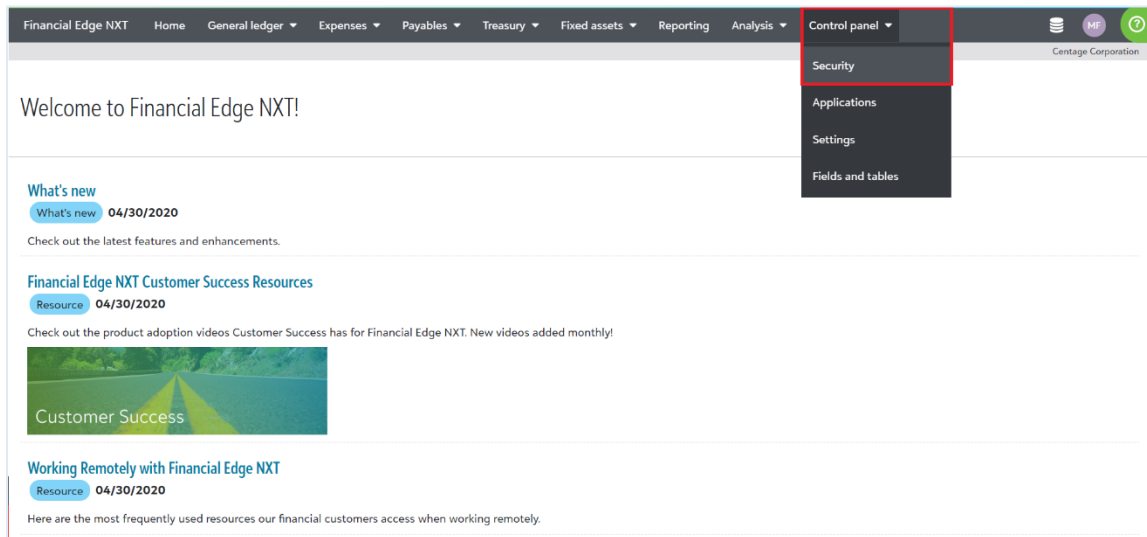 Financial Edge NXT Home General ledger Expenses Payables Treasury Fixed assets Reporting Analysis Control panel MF ?
Centage Corporation
Security
Applications
Settings
Fields and tables
Welcome to Financial Edge NXT!
What's new
What's new 04/30/2020
Check out the latest features and enhancements.
Financial Edge NXT Customer Success Resources
Resource 04/30/2020
Check out the product adoption videos Customer Success has for Financial Edge NXT. New videos added monthly!
Customer Success
Working Remotely with Financial Edge NXT
Resource 04/30/2020
Here are the most frequently used resources our financial customers access when working remotely.